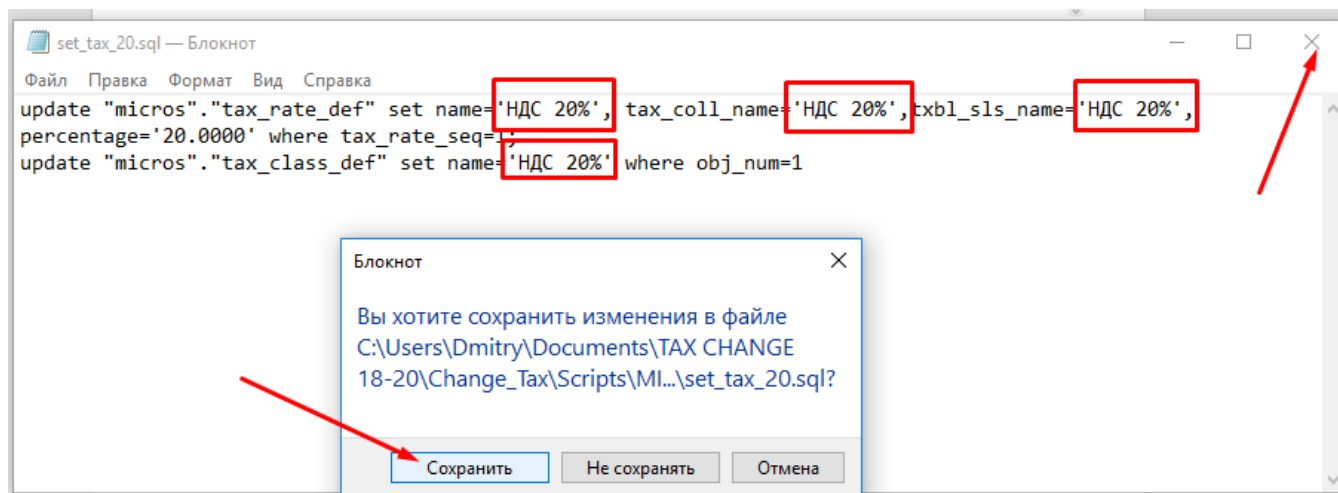 set_tax_20.sql — Блокнот
Файл Правка Формат Вид Справка
update "micros"."tax_rate_def" set name='НДС 20%', tax_coll_name='НДС 20%',txbl_sls_name='НДС 20%',
percentage='20.0000' where tax_rate_seq=1;
update "micros"."tax_class_def" set name='НДС 20%' where obj_num=1
Блокнот
Вы хотите сохранить изменения в файле
C:\Users\Dmitry\Documents\TAX CHANGE
18-20\Change_Tax\Scripts\MI...\set_tax_20.sql?
Сохранить Не сохранять Отмена